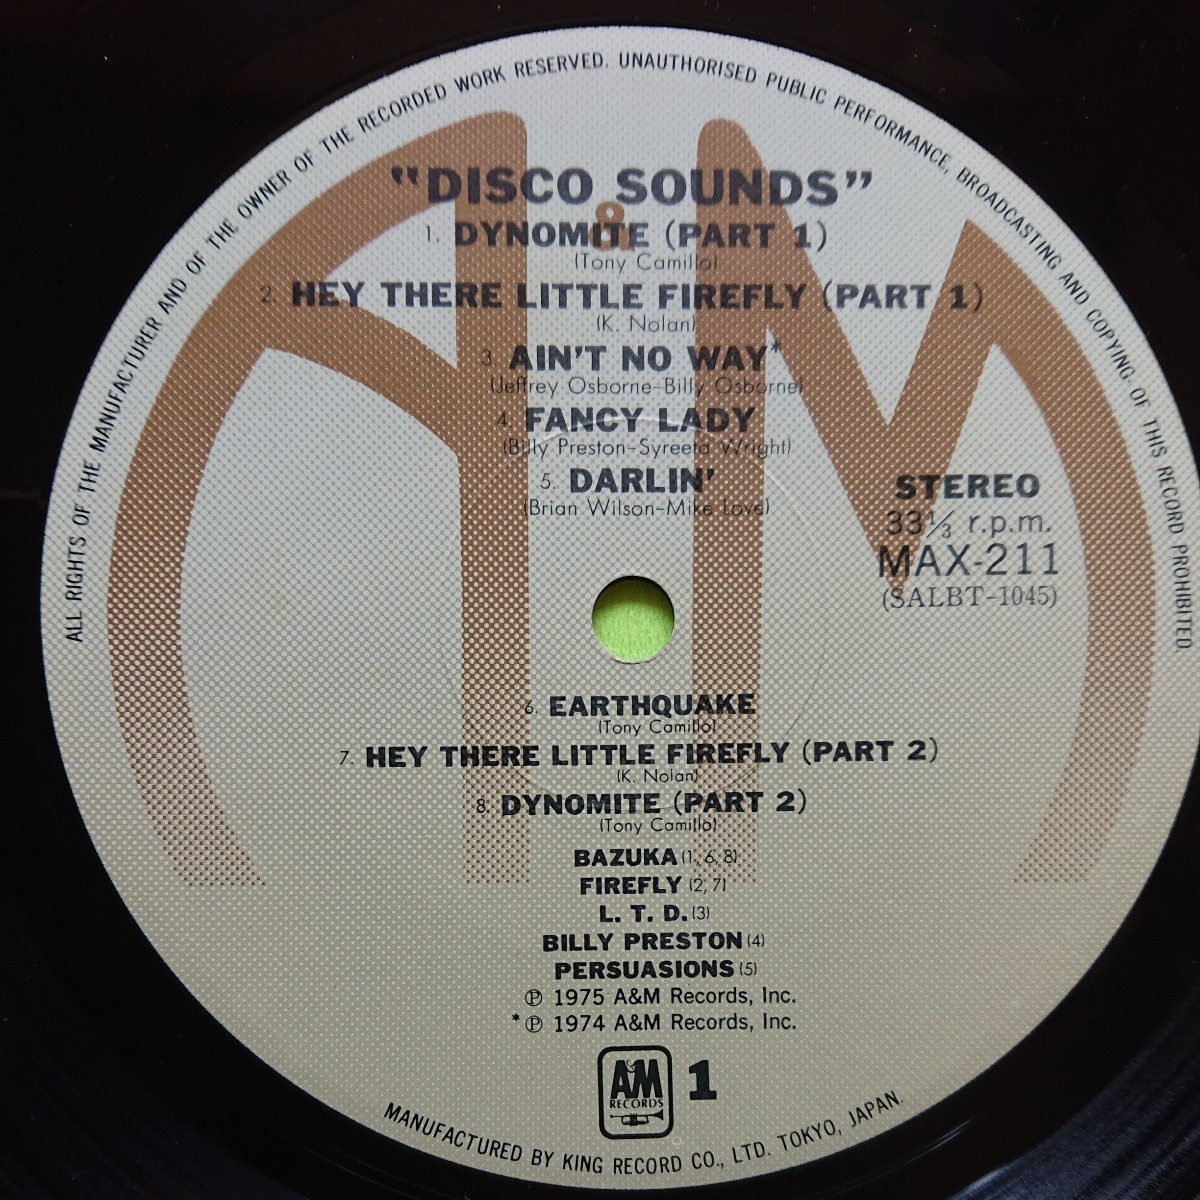 ALL RIGHTS OF THE MANUFACTURER AND OF THE OWNER OF THE RECORDED WORK RESERVED. UNAUTHORISED PUBLIC PERFORMANCE, BROADCASTING AND COPYING OF THIS RECORD PROHIBITED
"DISCO SOUNDS"
1. DYNOMITE (PART 1)
(Tony Camillo)
2. HEY THERE LITTLE FIREFLY (PART 1)
(K. Nolan)
3. AIN'T NO WAY*
(Jeffrey Osborne-Billy Osborne)
4. FANCY LADY
(Billy Preston-Syreeta Wright)
5. DARLIN'
(Brian Wilson-Mike Love)
STEREO
33⅓ r.p.m.
MAX-211
(SALBT-1045)
6. EARTHQUAKE
(Tony Camillo)
7. HEY THERE LITTLE FIREFLY (PART 2)
(K. Nolan)
8. DYNOMITE (PART 2)
(Tony Camillo)
BAZUKA (1, 6, 8)
FIREFLY (2, 7)
L. T. D. (3)
BILLY PRESTON (4)
PERSUASIONS (5)
℗ 1975 A&M Records, Inc.
*℗ 1974 A&M Records, Inc.
A&M 1
RECORDS
MANUFACTURED BY KING RECORD CO., LTD. TOKYO, JAPAN.